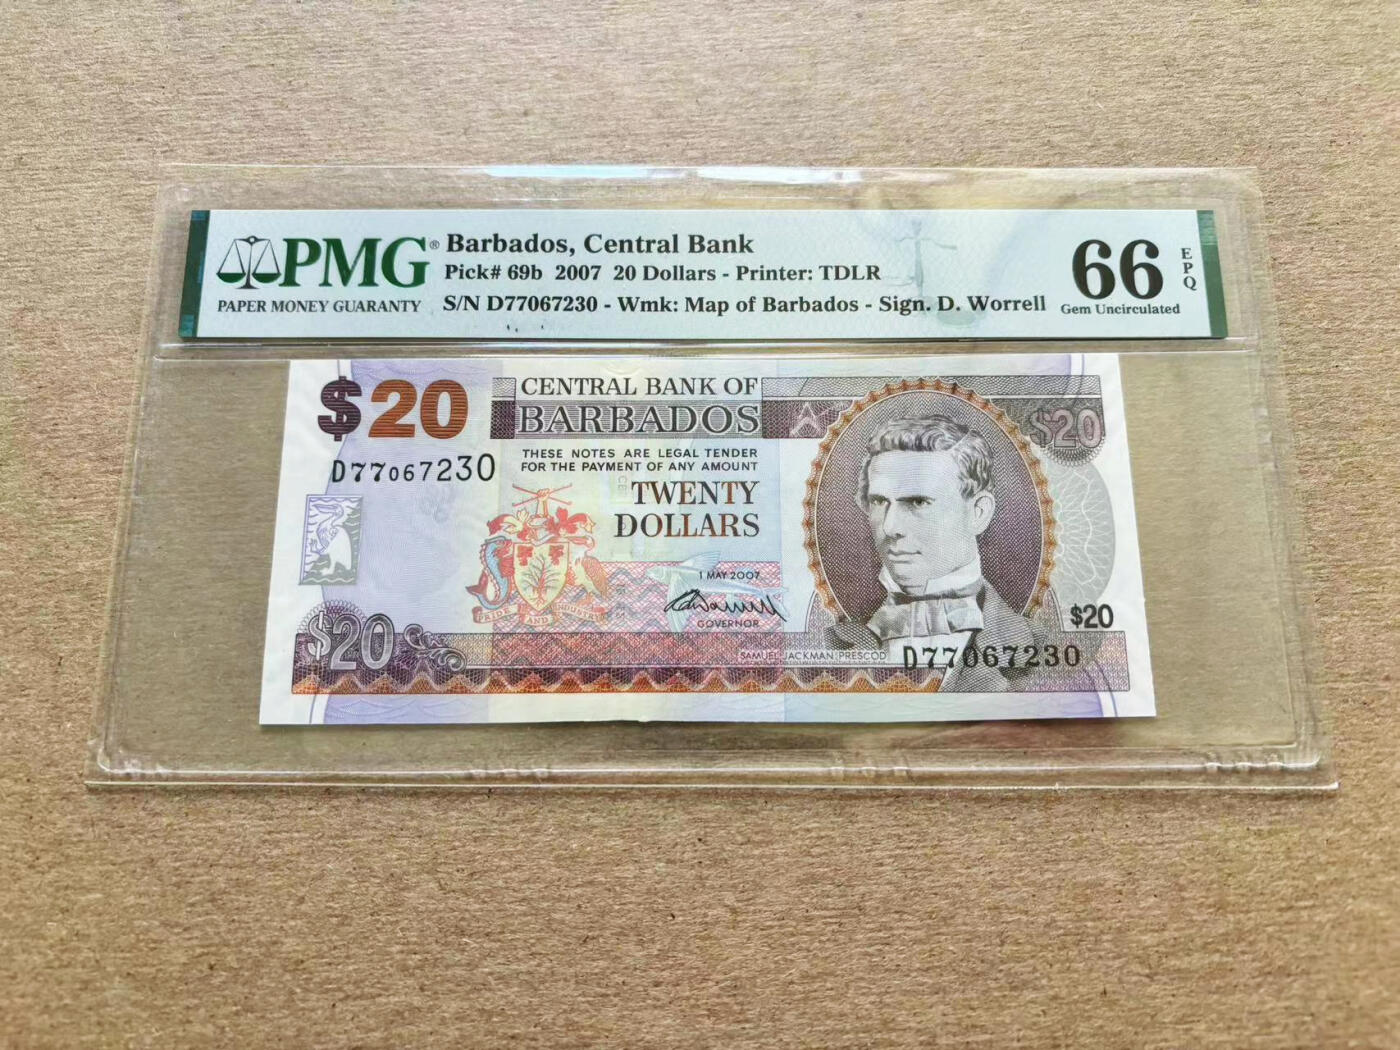 PMG®
PAPER MONEY GUARANTY
Barbados, Central Bank
Pick# 69b 2007 20 Dollars - Printer: TDLR
S/N D77067230 - Wmk: Map of Barbados - Sign. D. Worrell
66
EPQ
Gem Uncirculated
$20
CENTRAL BANK OF
BARBADOS
$20
D77067230
THESE NOTES ARE LEGAL TENDER
FOR THE PAYMENT OF ANY AMOUNT
TWENTY
DOLLARS
1 MAY 2007
GOVERNOR
PRIDE AND INDUSTRY
$20
$20
SAMUEL JACKMAN PRESCOD
D77067230